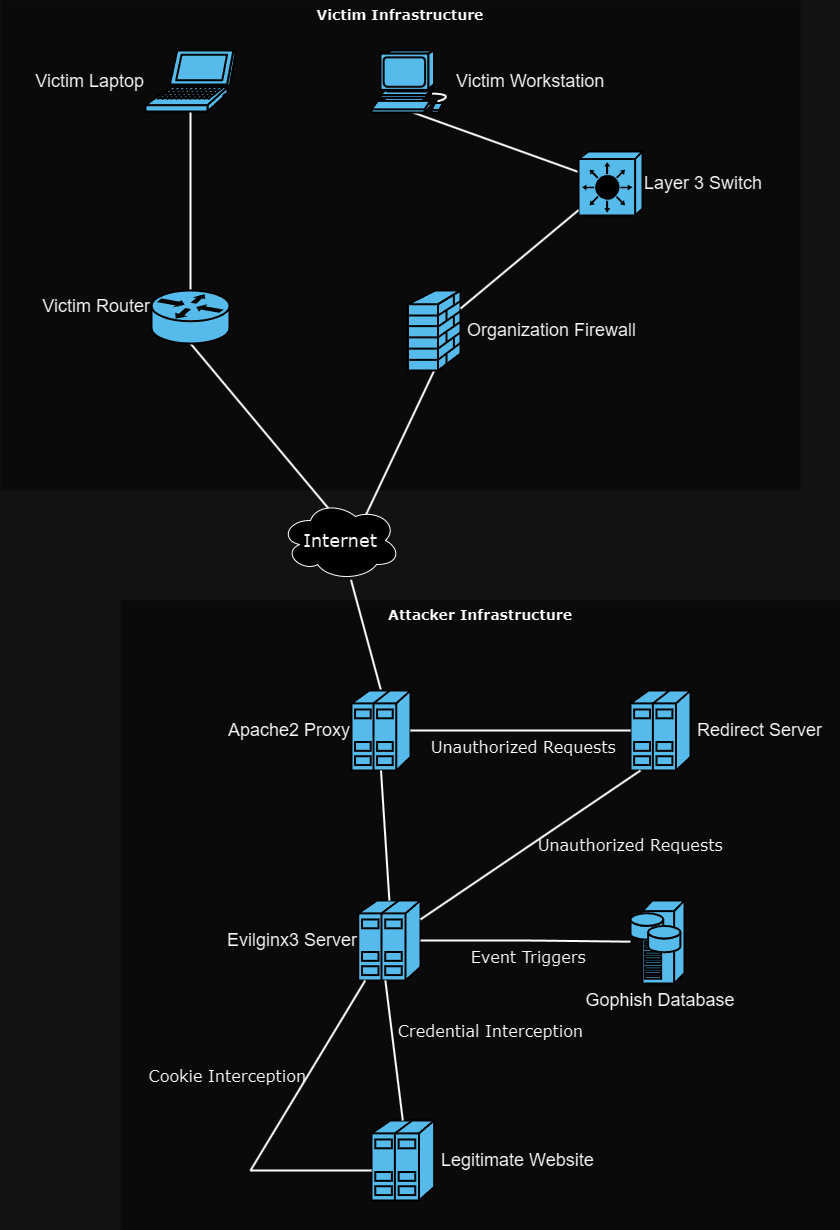 Victim Infrastructure
Victim Laptop
Victim Workstation
Layer 3 Switch
Victim Router
Organization Firewall
Internet
Attacker Infrastructure
Apache2 Proxy
Redirect Server
Unauthorized Requests
Unauthorized Requests
Evilginx3 Server
Event Triggers
Gophish Database
Credential Interception
Cookie Interception
Legitimate Website